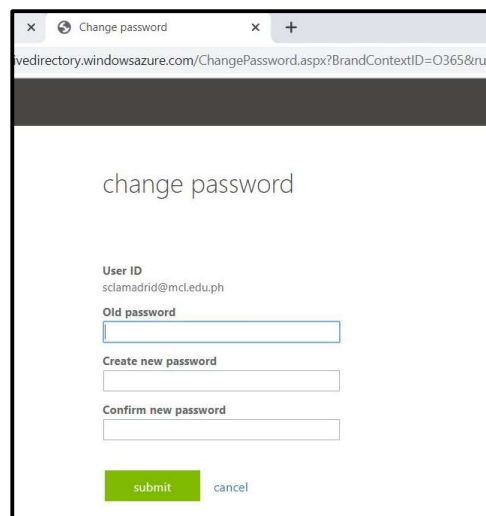 Change password
ivedirectory.windowsazure.com/ChangePassword.aspx?BrandContextID=O365&ru
change password
User ID
sclamadrid@mcl.edu.ph
Old password
Create new password
Confirm new password
submit cancel